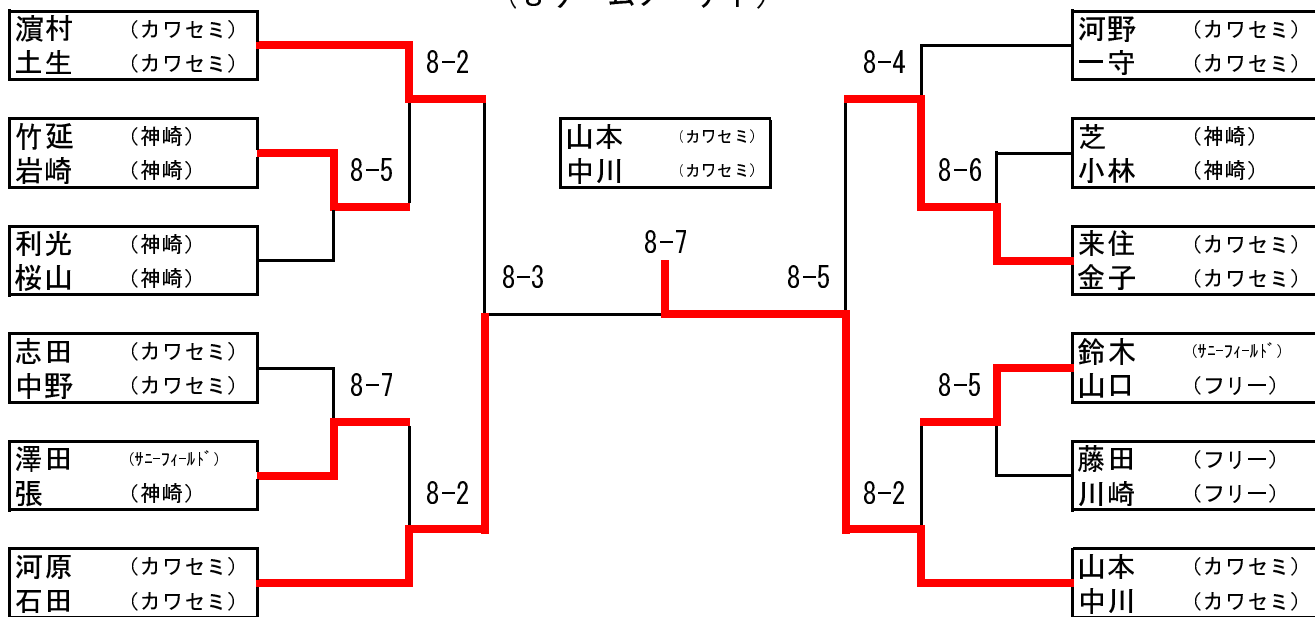 濵村 (カワセミ)
土生 (カワセミ)
竹延 (神崎)
岩崎 (神崎)
利光 (神崎)
桜山 (神崎)
志田 (カワセミ)
中野 (カワセミ)
澤田 (サニーフィールド)
張 (神崎)
河原 (カワセミ)
石田 (カワセミ)
8-2
8-5
8-7
8-2
8-3
山本 (カワセミ)
中川 (カワセミ)
8-7
8-5
8-4
8-6
8-5
8-2
河野 (カワセミ)
一守 (カワセミ)
芝 (神崎)
小林 (神崎)
来住 (カワセミ)
金子 (カワセミ)
鈴木 (サニーフィールド)
山口 (フリー)
藤田 (フリー)
川崎 (フリー)
山本 (カワセミ)
中川 (カワセミ)